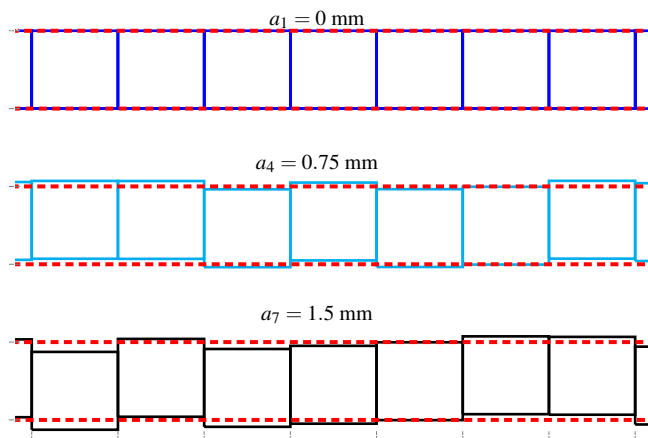 a₁ = 0 mm
a₄ = 0.75 mm
a₇ = 1.5 mm